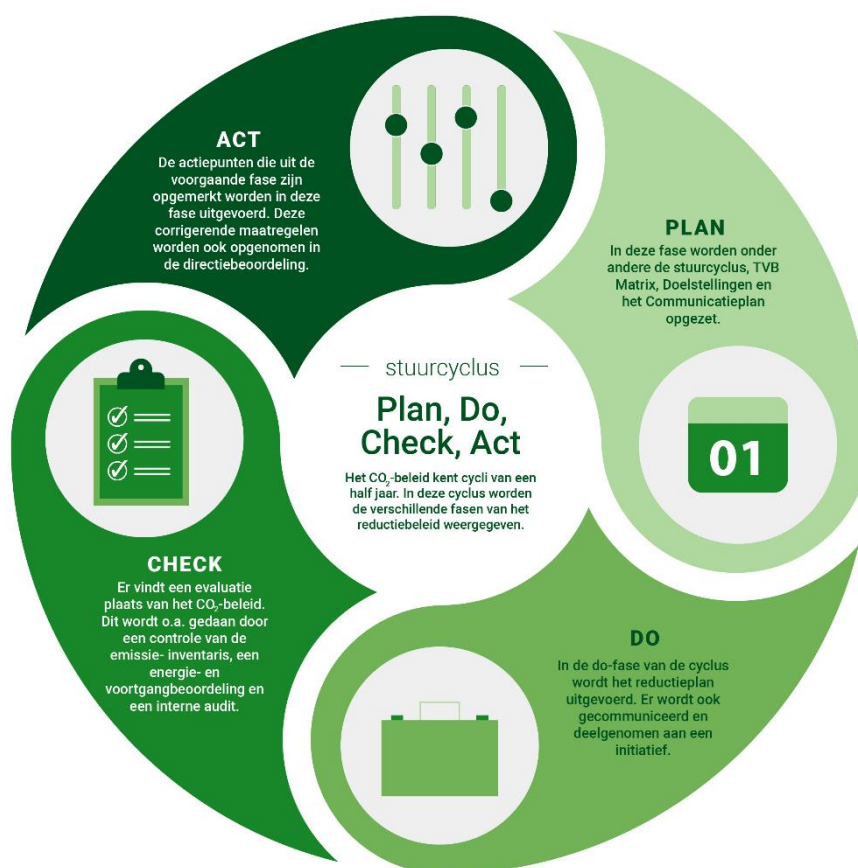 ACT
De actiepunten die uit de
voorgaande fase zijn
opgemerkt worden in deze
fase uitgevoerd. Deze
corrigerende maatregelen
worden ook opgenomen in
de directiebeoordeling.
PLAN
In deze fase worden onder
andere de stuurcyclus, TVB
Matrix, Doelstellingen en
het Communicatieplan
opgezet.
01
stuurcyclus
Plan, Do,
Check, Act
Het CO₂-beleid kent cycli van een
half jaar. In deze cyclus worden
de verschillende fasen van het
reductiebeleid weergegeven.
CHECK
Er vindt een evaluatie
plaats van het CO₂-beleid.
Dit wordt o.a. gedaan door
een controle van de
emissie- inventaris, een
energie- en
voortgangbeoordeling en
een interne audit.
DO
In de do-fase van de cyclus
wordt het reductieplan
uitgevoerd. Er wordt ook
gecommuniceerd en
deelgenomen aan een
initiatief.